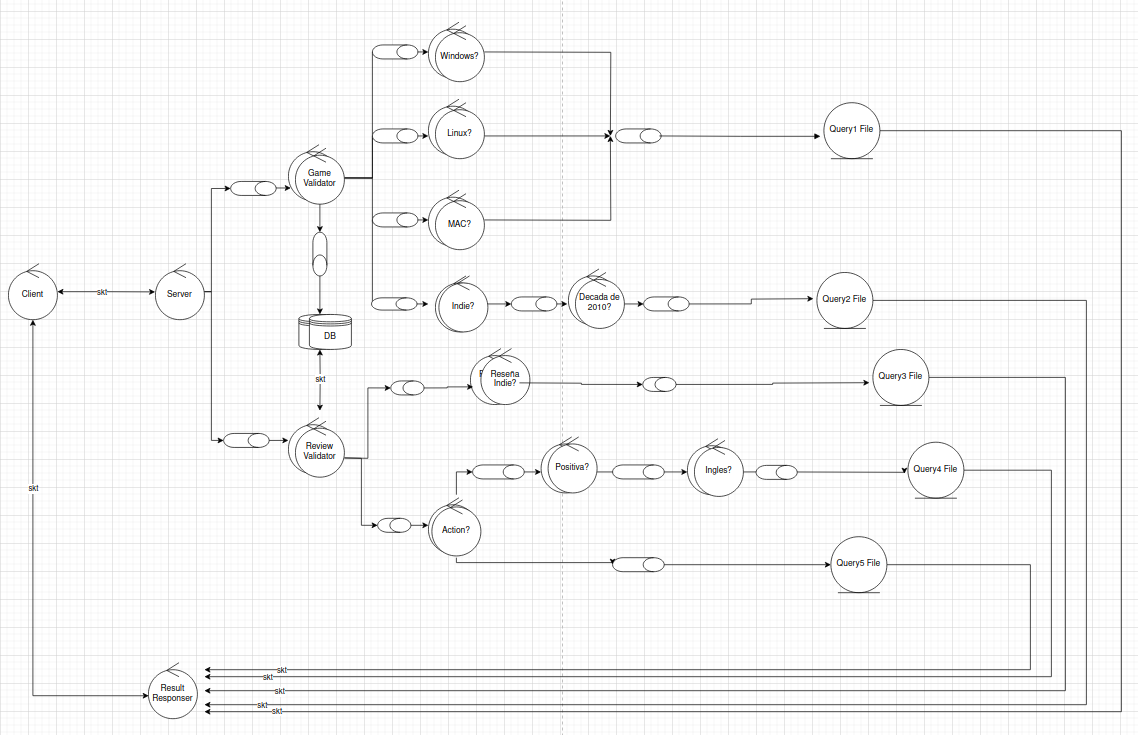 Windows?
Linux?
Query1 File
Game
Validator
MAC?
Client
skt
Server
Indie?
Decada de
2010?
Query2 File
DB
skt
Reseña
Indie?
Query3 File
Review
Validator
Positiva?
Ingles?
Query4 File
skt
Action?
Query5 File
skt
skt
Result
Responser
skt
skt
skt